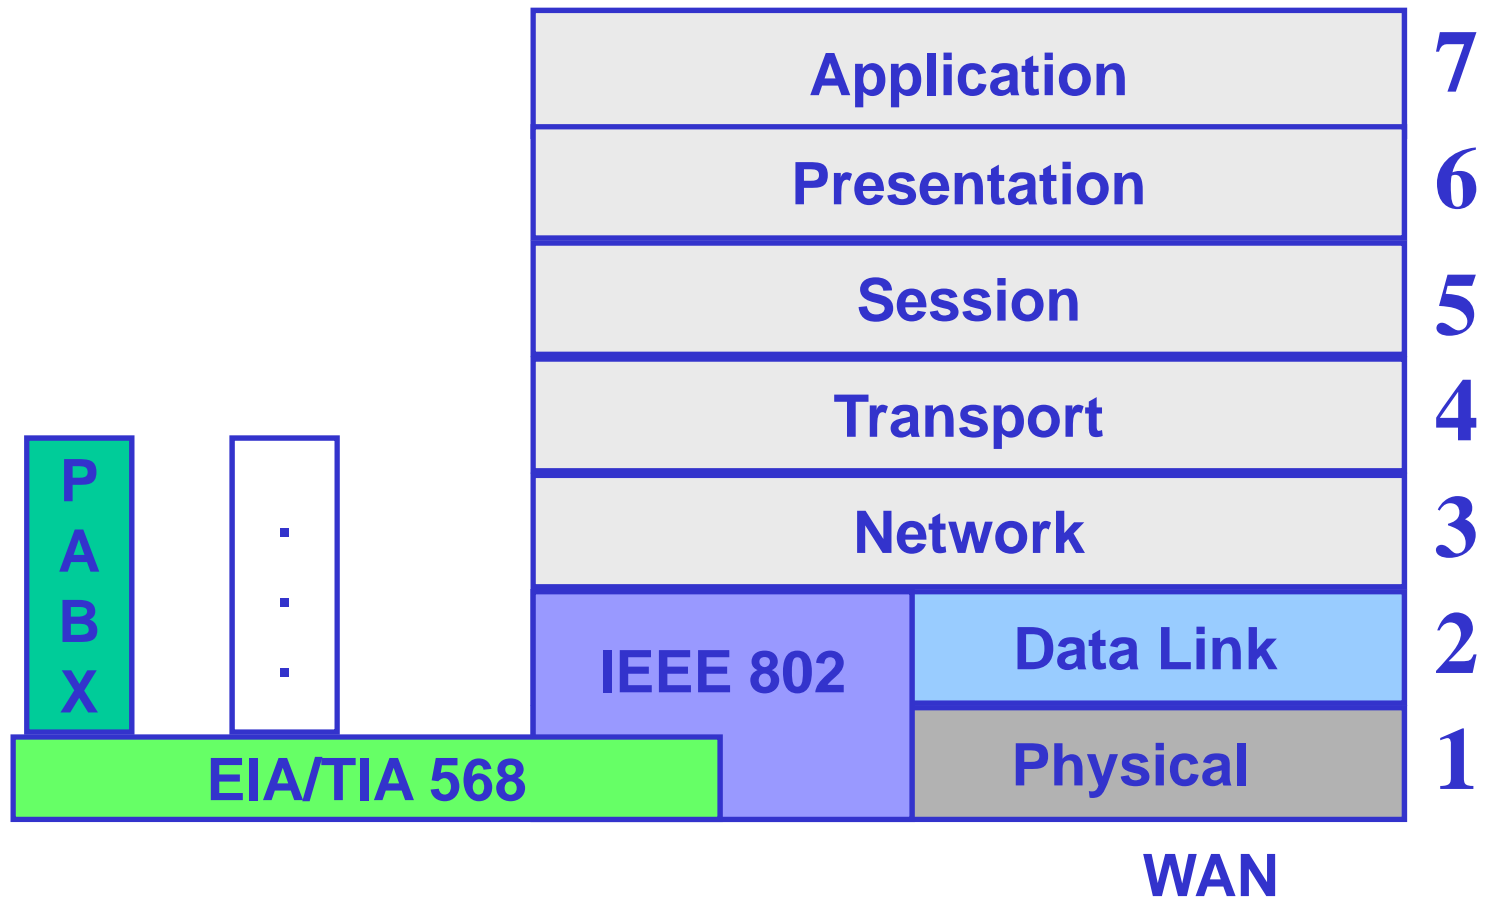 Application 7
Presentation 6
Session 5
Transport 4
Network 3
P
A
B
X
.
.
.
IEEE 802
Data Link 2
EIA/TIA 568
Physical 1
WAN